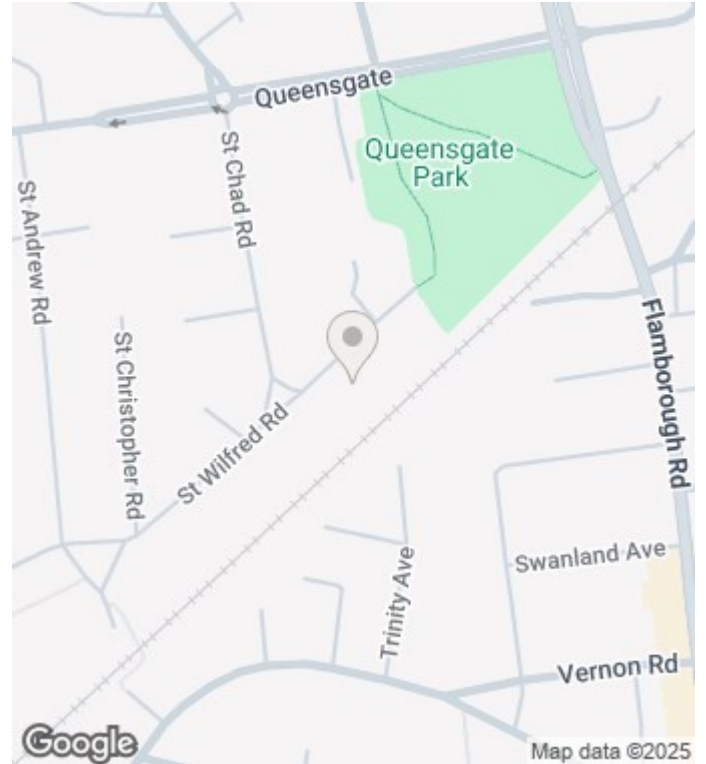 Queensgate
Queensgate
Park
St Chad Rd
St Andrew Rd
St Christopher Rd
Flamborough Rd
St Wilfred Rd
Swanland Ave
Trinity Ave
Vernon Rd
Google
Map data ©2025